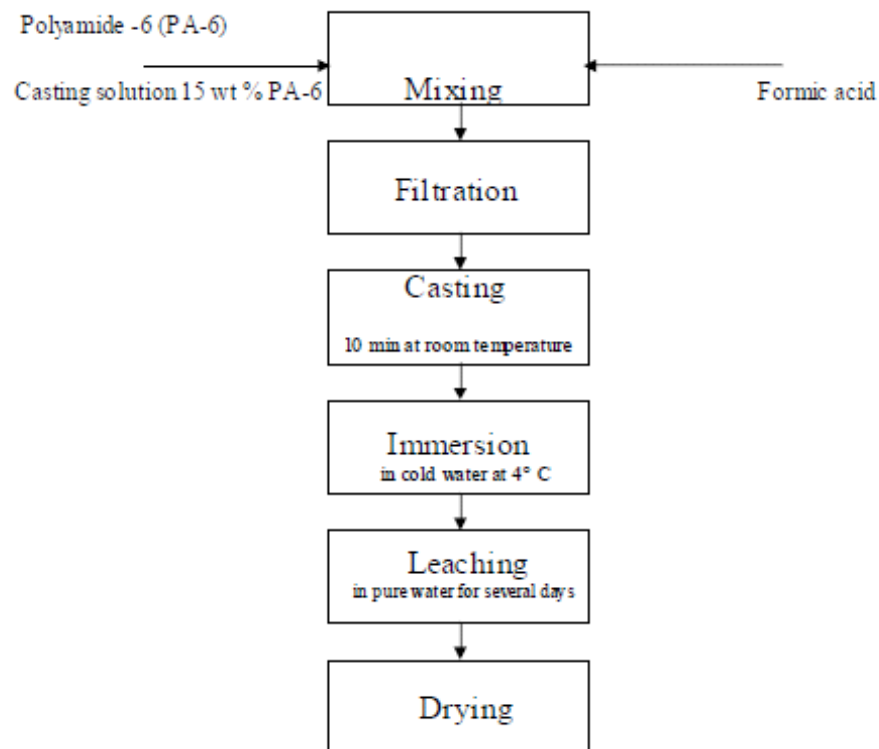 Polyamide -6 (PA-6)
Casting solution 15 wt % PA-6
Mixing
Formic acid
Filtration
Casting
10 min at room temperature
Immersion
in cold water at 4° C
Leaching
in pure water for several days
Drying